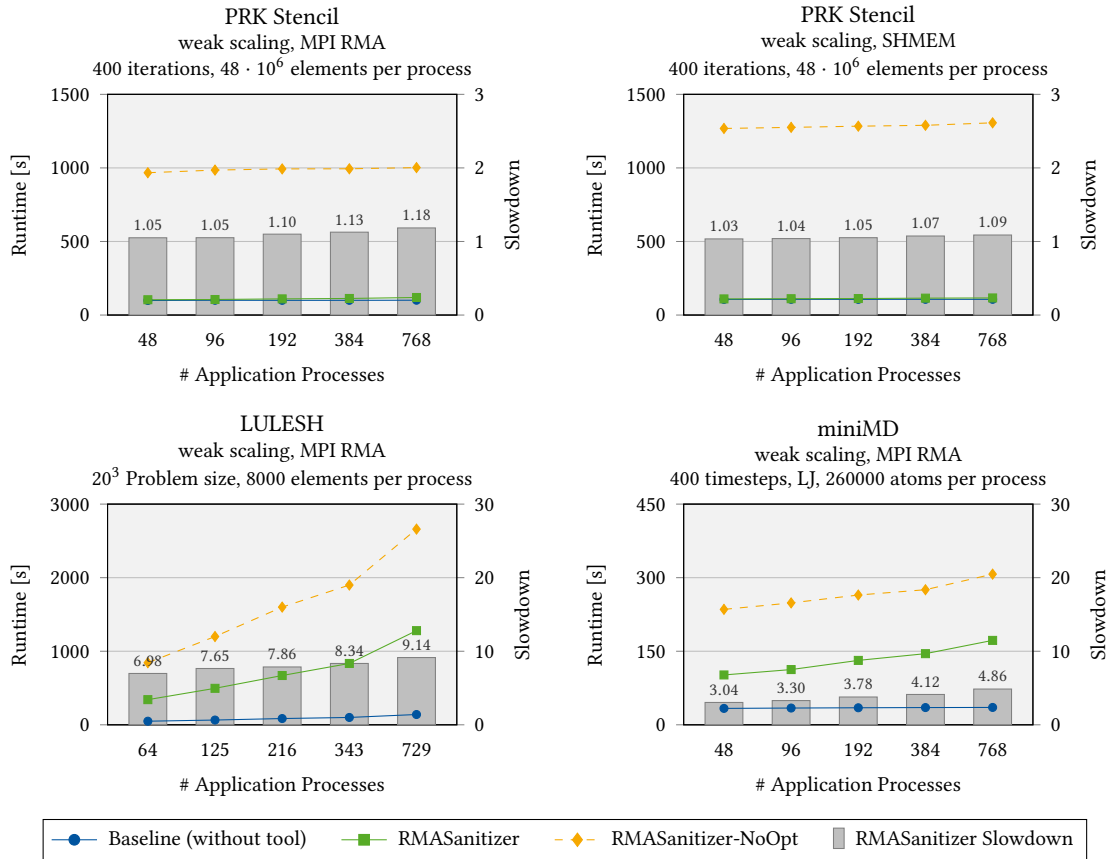 PRK Stencil
weak scaling, MPI RMA
400 iterations, 48 · 10⁶ elements per process
1500
1000
500
0
Runtime [s]
3
2
1
0
Slowdown
1.05
1.05
1.10
1.13
1.18
48
96
192
384
768
# Application Processes
PRK Stencil
weak scaling, SHMEM
400 iterations, 48 · 10⁶ elements per process
1500
1000
500
0
Runtime [s]
3
2
1
0
Slowdown
1.03
1.04
1.05
1.07
1.09
48
96
192
384
768
# Application Processes
LULESH
weak scaling, MPI RMA
20³ Problem size, 8000 elements per process
3000
2000
1000
0
Runtime [s]
30
20
10
0
Slowdown
6.98
7.65
7.86
8.34
9.14
64
125
216
343
729
# Application Processes
miniMD
weak scaling, MPI RMA
400 timesteps, LJ, 260000 atoms per process
450
300
150
0
Runtime [s]
30
20
10
0
Slowdown
3.04
3.30
3.78
4.12
4.86
48
96
192
384
768
# Application Processes
Baseline (without tool)
RMASanitizer
RMASanitizer-NoOpt
RMASanitizer Slowdown